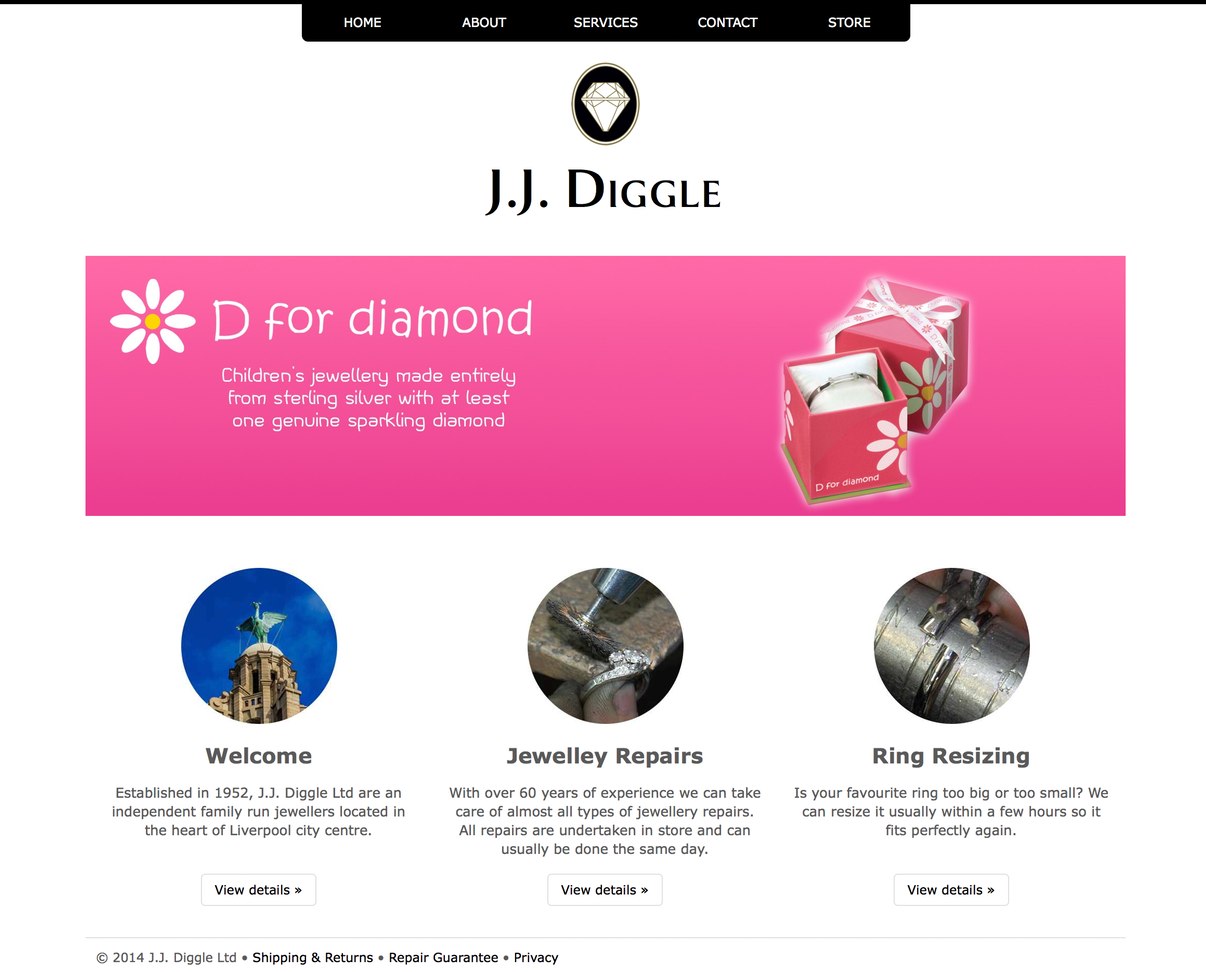 HOME ABOUT SERVICES CONTACT STORE
J.J. Diggle
D for diamond
Children's jewellery made entirely
from sterling silver with at least
one genuine sparkling diamond
D for diamond
Welcome
Established in 1952, J.J. Diggle Ltd are an
independent family run jewellers located in
the heart of Liverpool city centre.
View details »
Jewelley Repairs
With over 60 years of experience we can take
care of almost all types of jewellery repairs.
All repairs are undertaken in store and can
usually be done the same day.
View details »
Ring Resizing
Is your favourite ring too big or too small? We
can resize it usually within a few hours so it
fits perfectly again.
View details »
© 2014 J.J. Diggle Ltd • Shipping & Returns • Repair Guarantee • Privacy